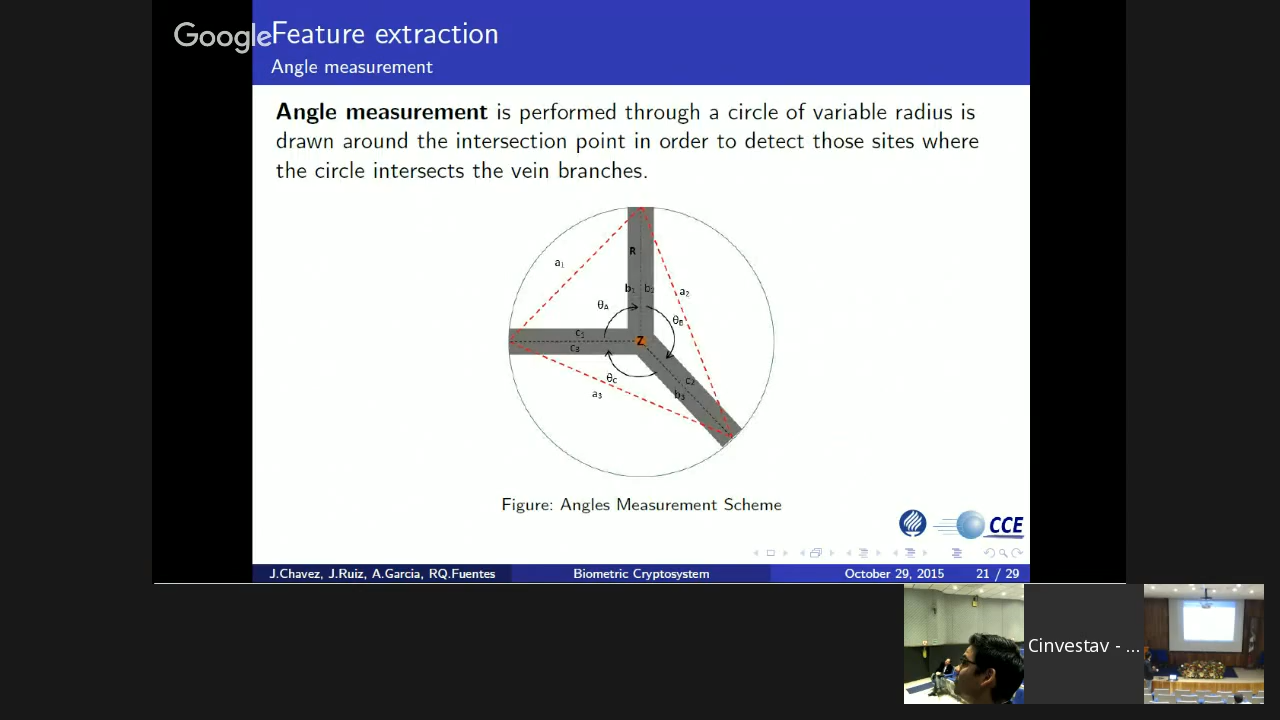 Google
Feature extraction
Angle measurement
Angle measurement is performed through a circle of variable radius is
drawn around the intersection point in order to detect those sites where
the circle intersects the vein branches.
R
a₁
b₁ b₂
a₂
θA
θB
c₁
Z
c₃
θC
c₂
b₃
a₃
Figure: Angles Measurement Scheme
CCE
J.Chavez, J.Ruiz, A.Garcia, RQ.Fuentes
Biometric Cryptosystem
October 29, 2015
21 / 29
Cinvestav - ...